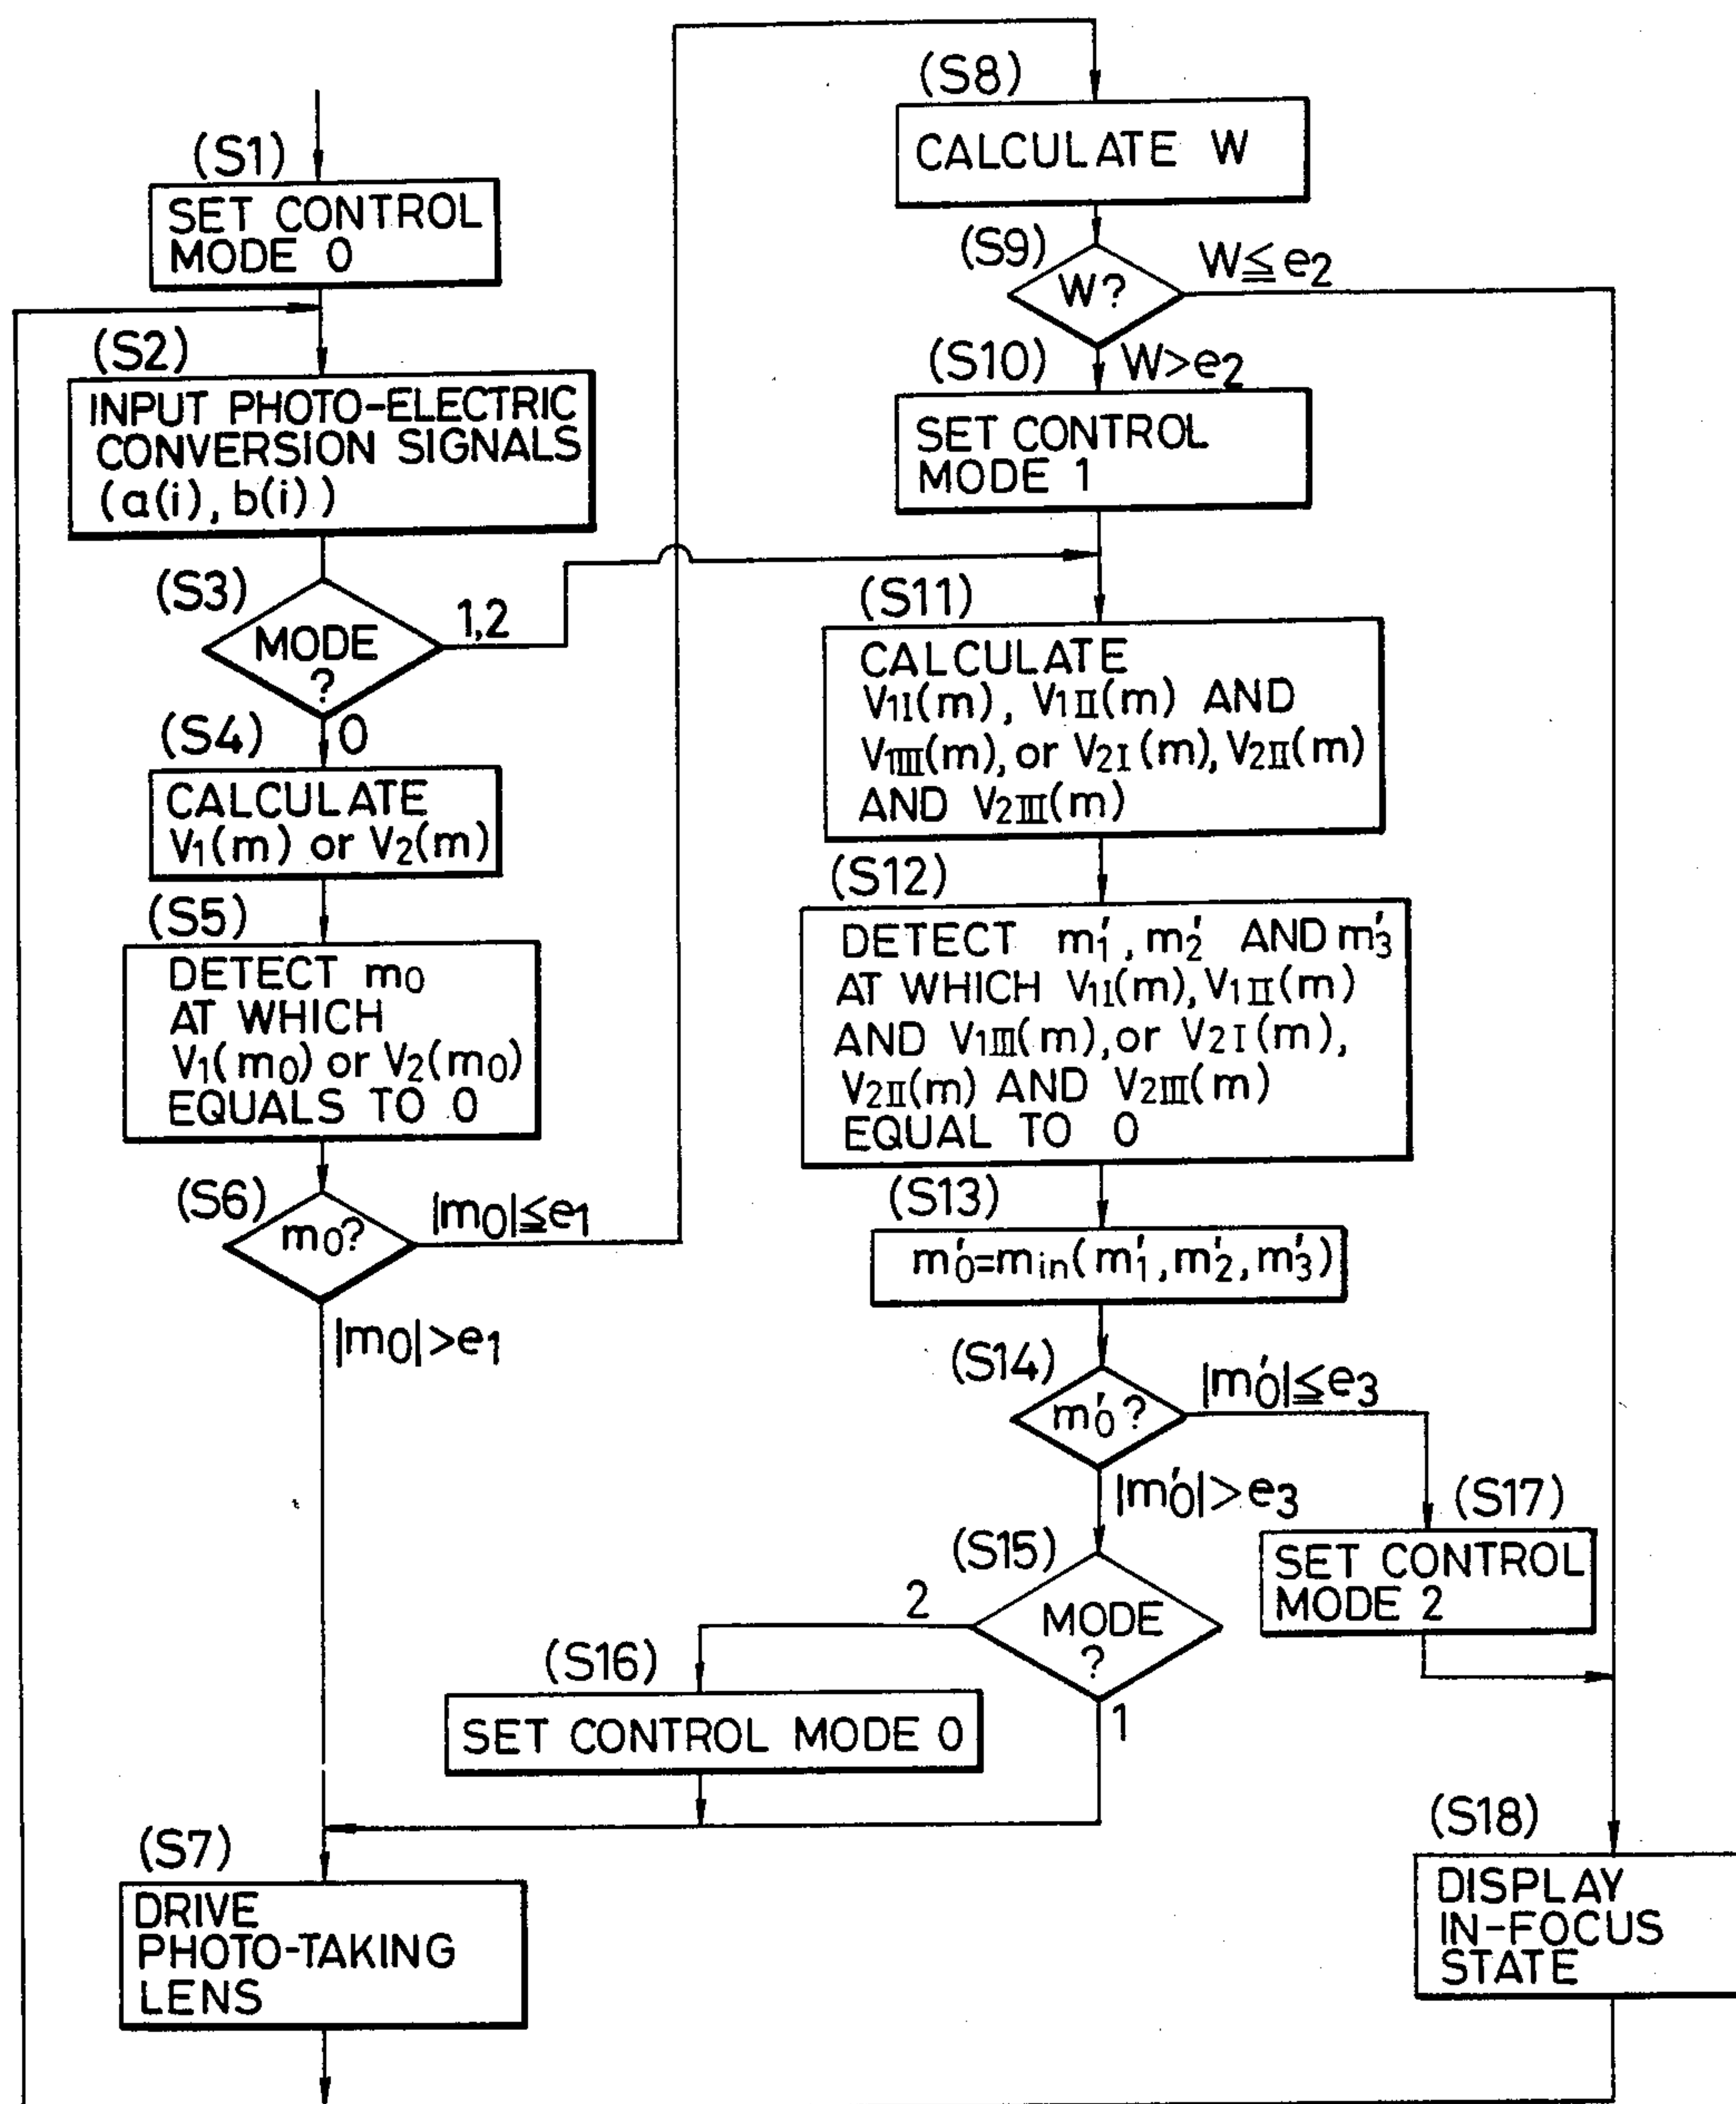 (S1)
SET CONTROL
MODE 0
(S2)
INPUT PHOTO-ELECTRIC
CONVERSION SIGNALS
(a(i), b(i))
(S3)
MODE
?
1,2
0
(S4)
CALCULATE
V1(m) or V2(m)
(S5)
DETECT m0
AT WHICH
V1(m0) or V2(m0)
EQUALS TO 0
(S6)
m0?
|m0|≦e1
|m0|>e1
(S7)
DRIVE
PHOTO-TAKING
LENS
(S8)
CALCULATE W
(S9)
W?
W≦e2
W>e2
(S10)
SET CONTROL
MODE 1
(S11)
CALCULATE
V1I(m), V1II(m) AND
V1III(m), or V2I(m), V2II(m)
AND V2III(m)
(S12)
DETECT m'1, m'2 AND m'3
AT WHICH V1I(m), V1II(m)
AND V1III(m), or V2I(m),
V2II(m) AND V2III(m)
EQUAL TO 0
(S13)
m'0=min(m'1, m'2, m'3)
(S14)
m'0?
|m'0|≦e3
|m'0|>e3
(S15)
MODE
?
2
1
(S16)
SET CONTROL MODE 0
(S17)
SET CONTROL
MODE 2
(S18)
DISPLAY
IN-FOCUS
STATE